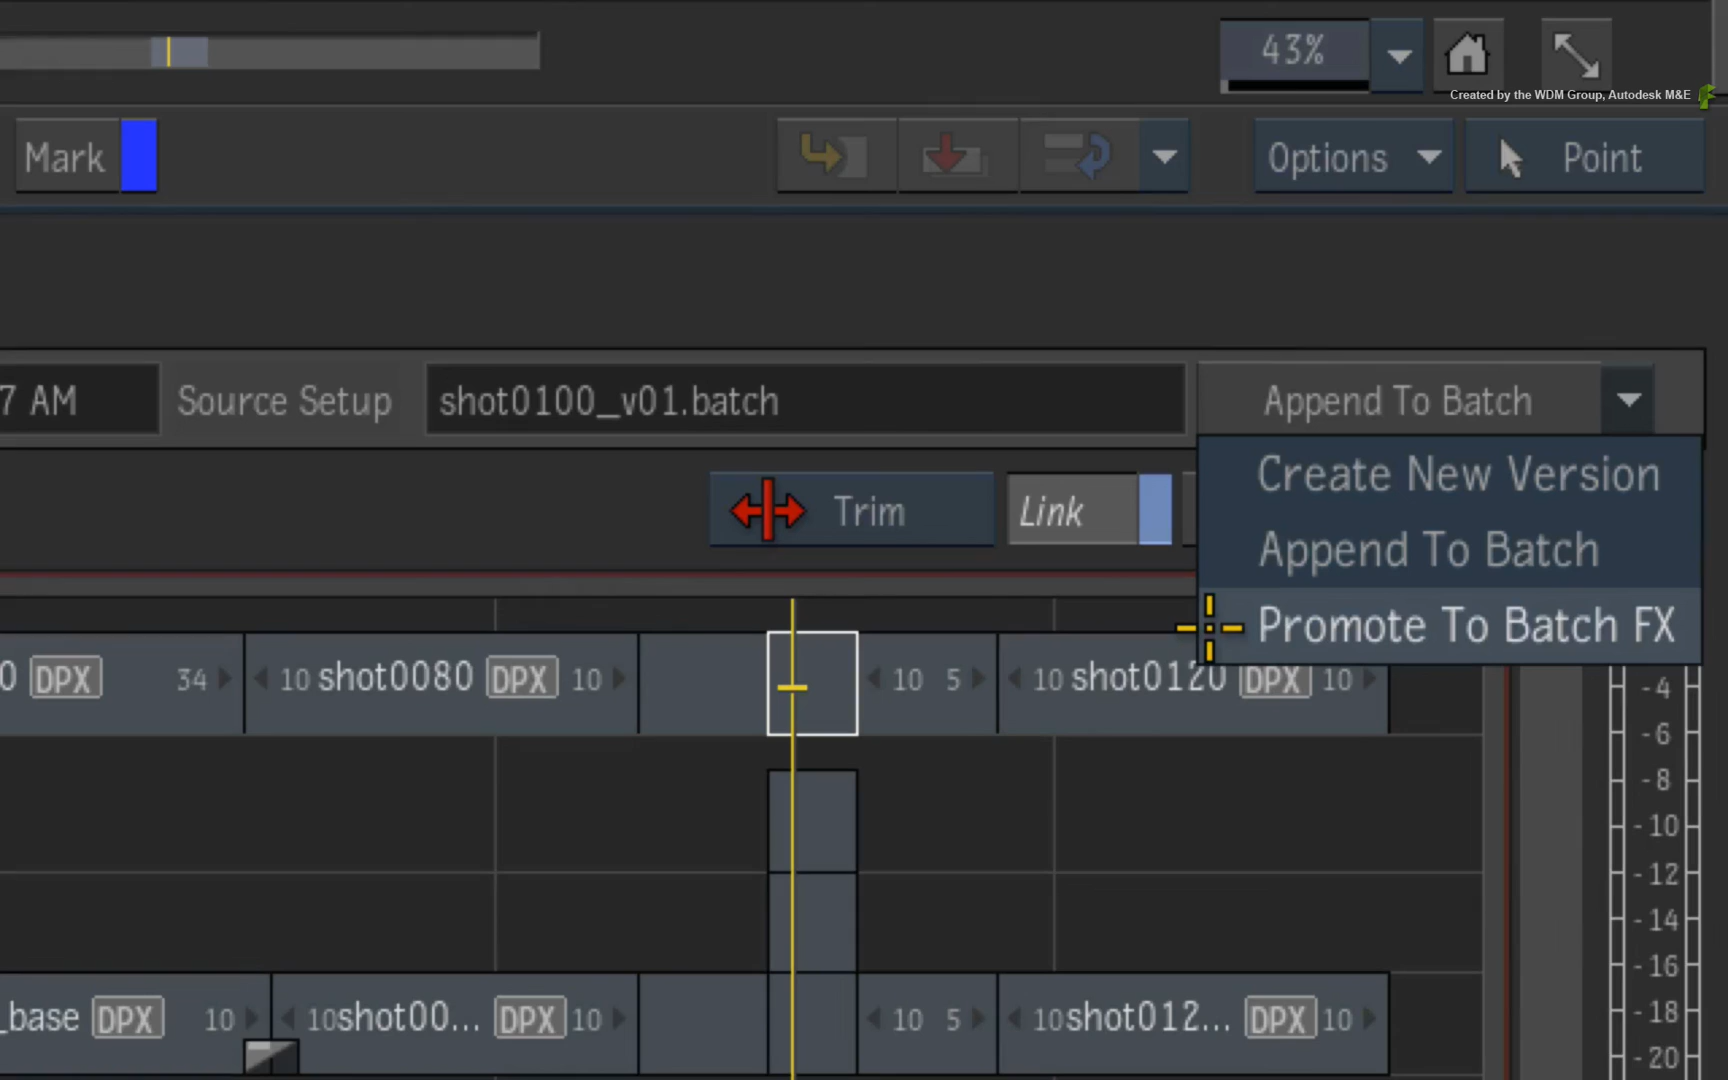 43%
Created by the WDM Group, Autodesk M&E
Mark
Options
Point
7 AM
Source Setup
shot0100_v01.batch
Append To Batch
Create New Version
Append To Batch
Promote To Batch FX
Trim
Link
0 DPX 34
10 shot0080 DPX 10
10 5
10 shot0120 DPX 10
-4
-6
-8
-10
-12
-14
-16
-18
-20
_base DPX 10
10shot00... DPX 10
10 5
10shot012... DPX 10